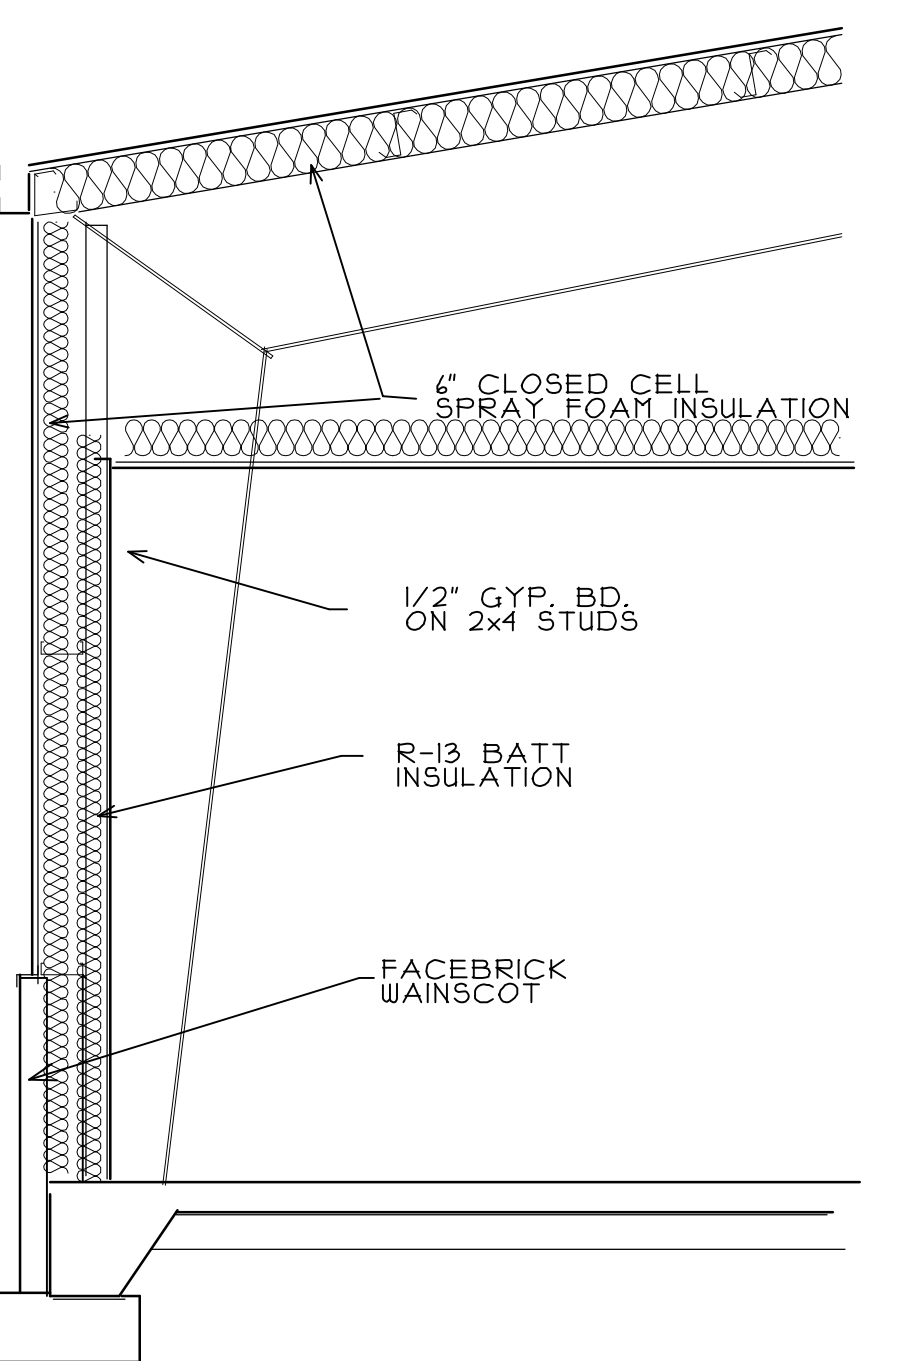 6" CLOSED CELL
SPRAY FOAM INSULATION
1/2" GYP. BD.
ON 2x4 STUDS
R-13 BATT
INSULATION
FACEBRICK
WAINSCOT